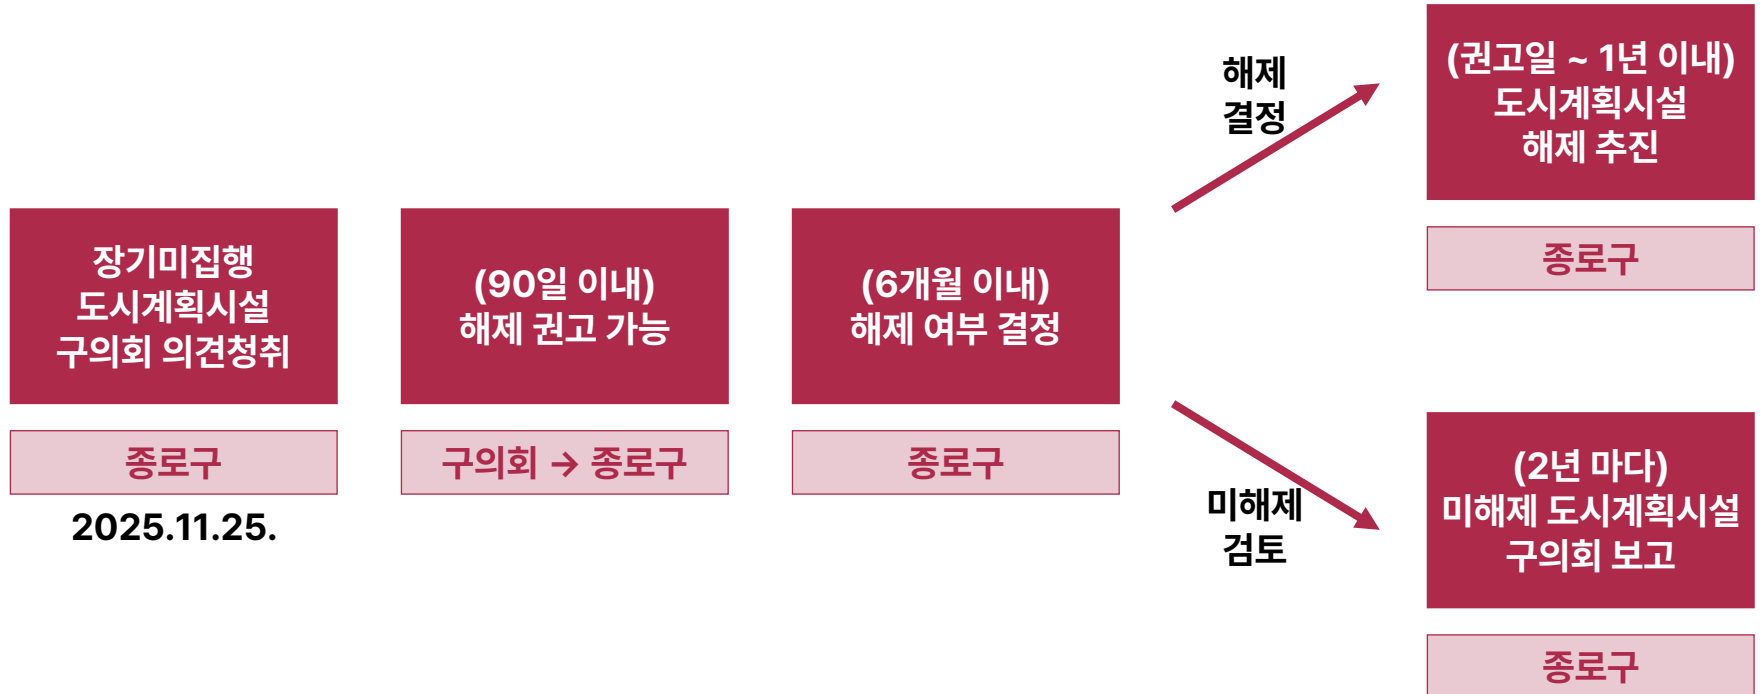 장기미집행
도시계획시설
구의회 의견청취
종로구
2025.11.25.
(90일 이내)
해제 권고 가능
구의회 → 종로구
(6개월 이내)
해제 여부 결정
종로구
해제
결정
(권고일 ~ 1년 이내)
도시계획시설
해제 추진
종로구
미해제
검토
(2년 마다)
미해제 도시계획시설
구의회 보고
종로구